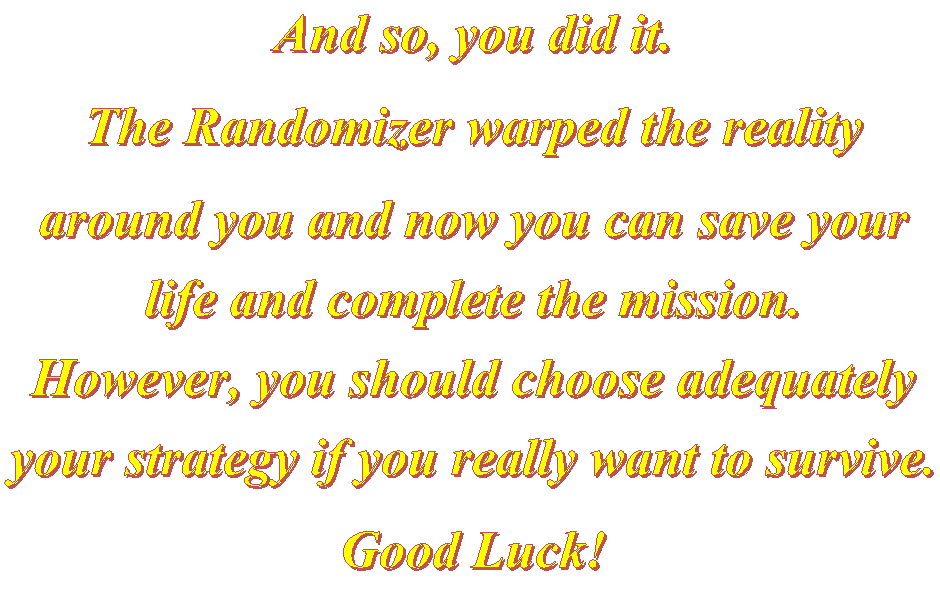 And so, you did it.
The Randomizer warped the reality
around you and now you can save your
life and complete the mission.
However, you should choose adequately
your strategy if you really want to survive.
Good Luck!